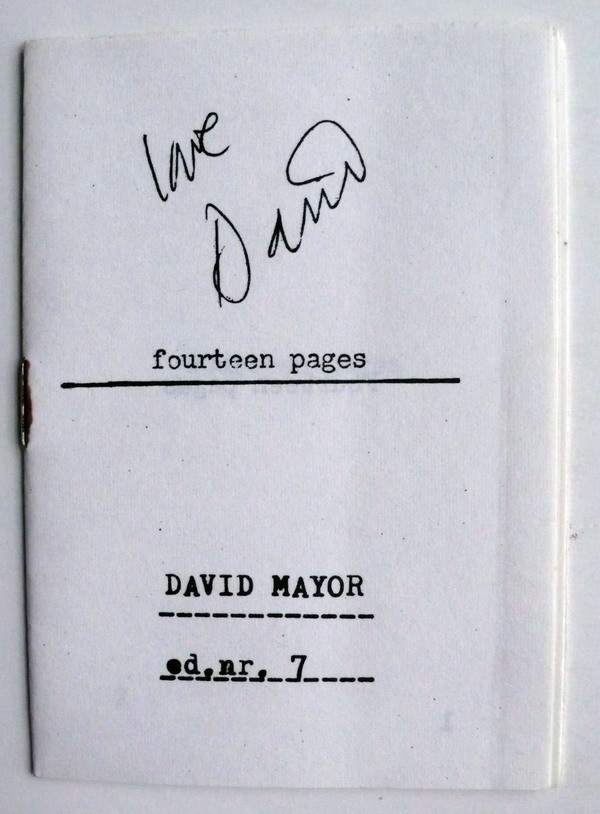 love
David
fourteen pages
DAVID MAYOR
ed.nr. 7